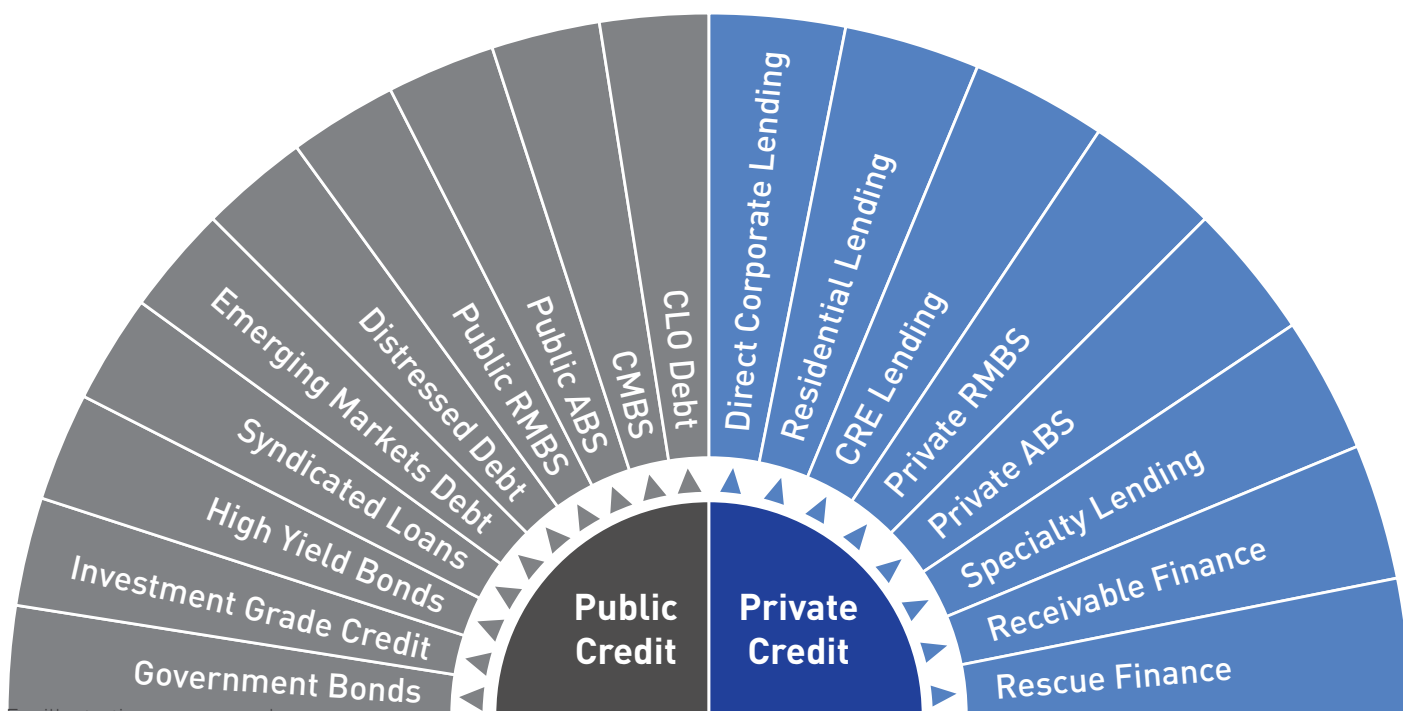 Government Bonds
Investment Grade Credit
High Yield Bonds
Syndicated Loans
Emerging Markets Debt
Distressed Debt
Public RMBS
Public ABS
CMBS
CLO Debt
Direct Corporate Lending
Residential Lending
CRE Lending
Private RMBS
Private ABS
Specialty Lending
Receivable Finance
Rescue Finance
Public
Credit
Private
Credit